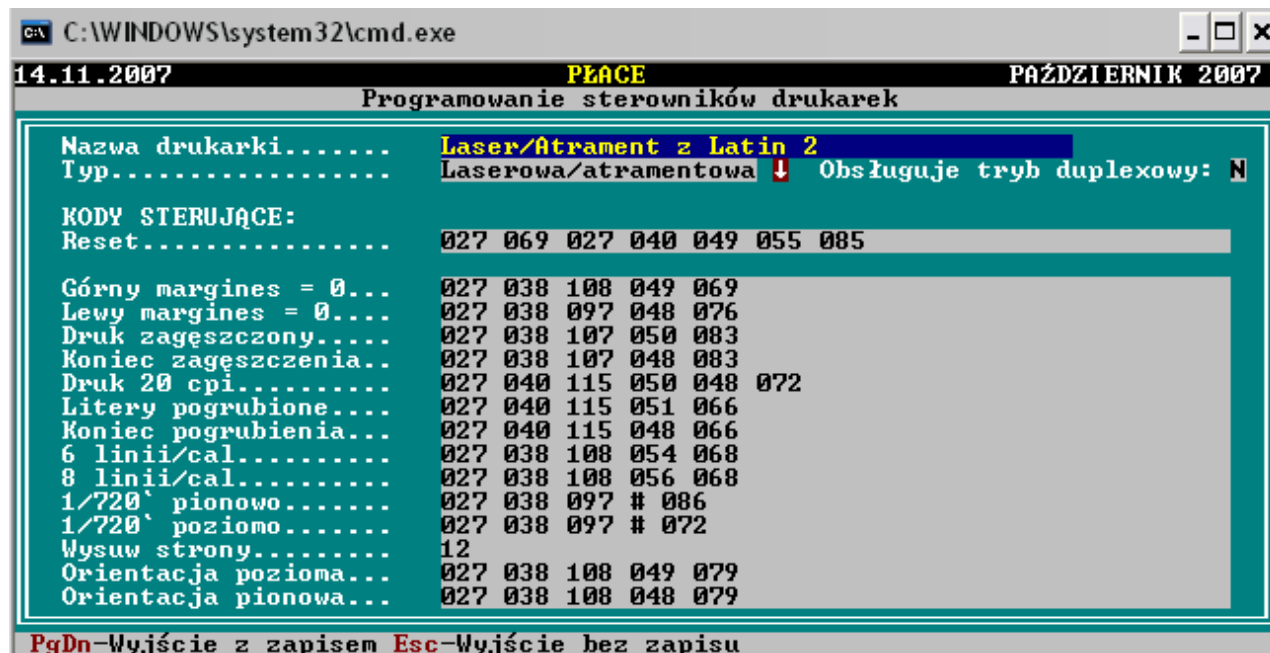 C:\WINDOWS\system32\cmd.exe
14.11.2007 PŁACE PAŹDZIERNIK 2007
Programowanie sterowników drukarek
Nazwa drukarki....... Laser/Atrament z Latin 2
Typ.................. Laserowa/atramentowa ↓ Obsługuje tryb duplexowy: N
KODY STERUJĄCE:
Reset................ 027 069 027 040 049 055 085
Górny margines = 0... 027 038 108 049 069
Lewy margines = 0.... 027 038 097 048 076
Druk zagęszczony..... 027 038 107 050 083
Koniec zagęszczenia.. 027 038 107 048 083
Druk 20 cpi.......... 027 040 115 050 048 072
Litery pogrubione.... 027 040 115 051 066
Koniec pogrubienia... 027 040 115 048 066
6 linii/cal.......... 027 038 108 054 068
8 linii/cal.......... 027 038 108 056 068
1/720` pionowo....... 027 038 097 # 086
1/720` poziomo....... 027 038 097 # 072
Wysuw strony......... 12
Orientacja pozioma... 027 038 108 049 079
Orientacja pionowa... 027 038 108 048 079
PgDn-Wyjście z zapisem Esc-Wyjście bez zapisu